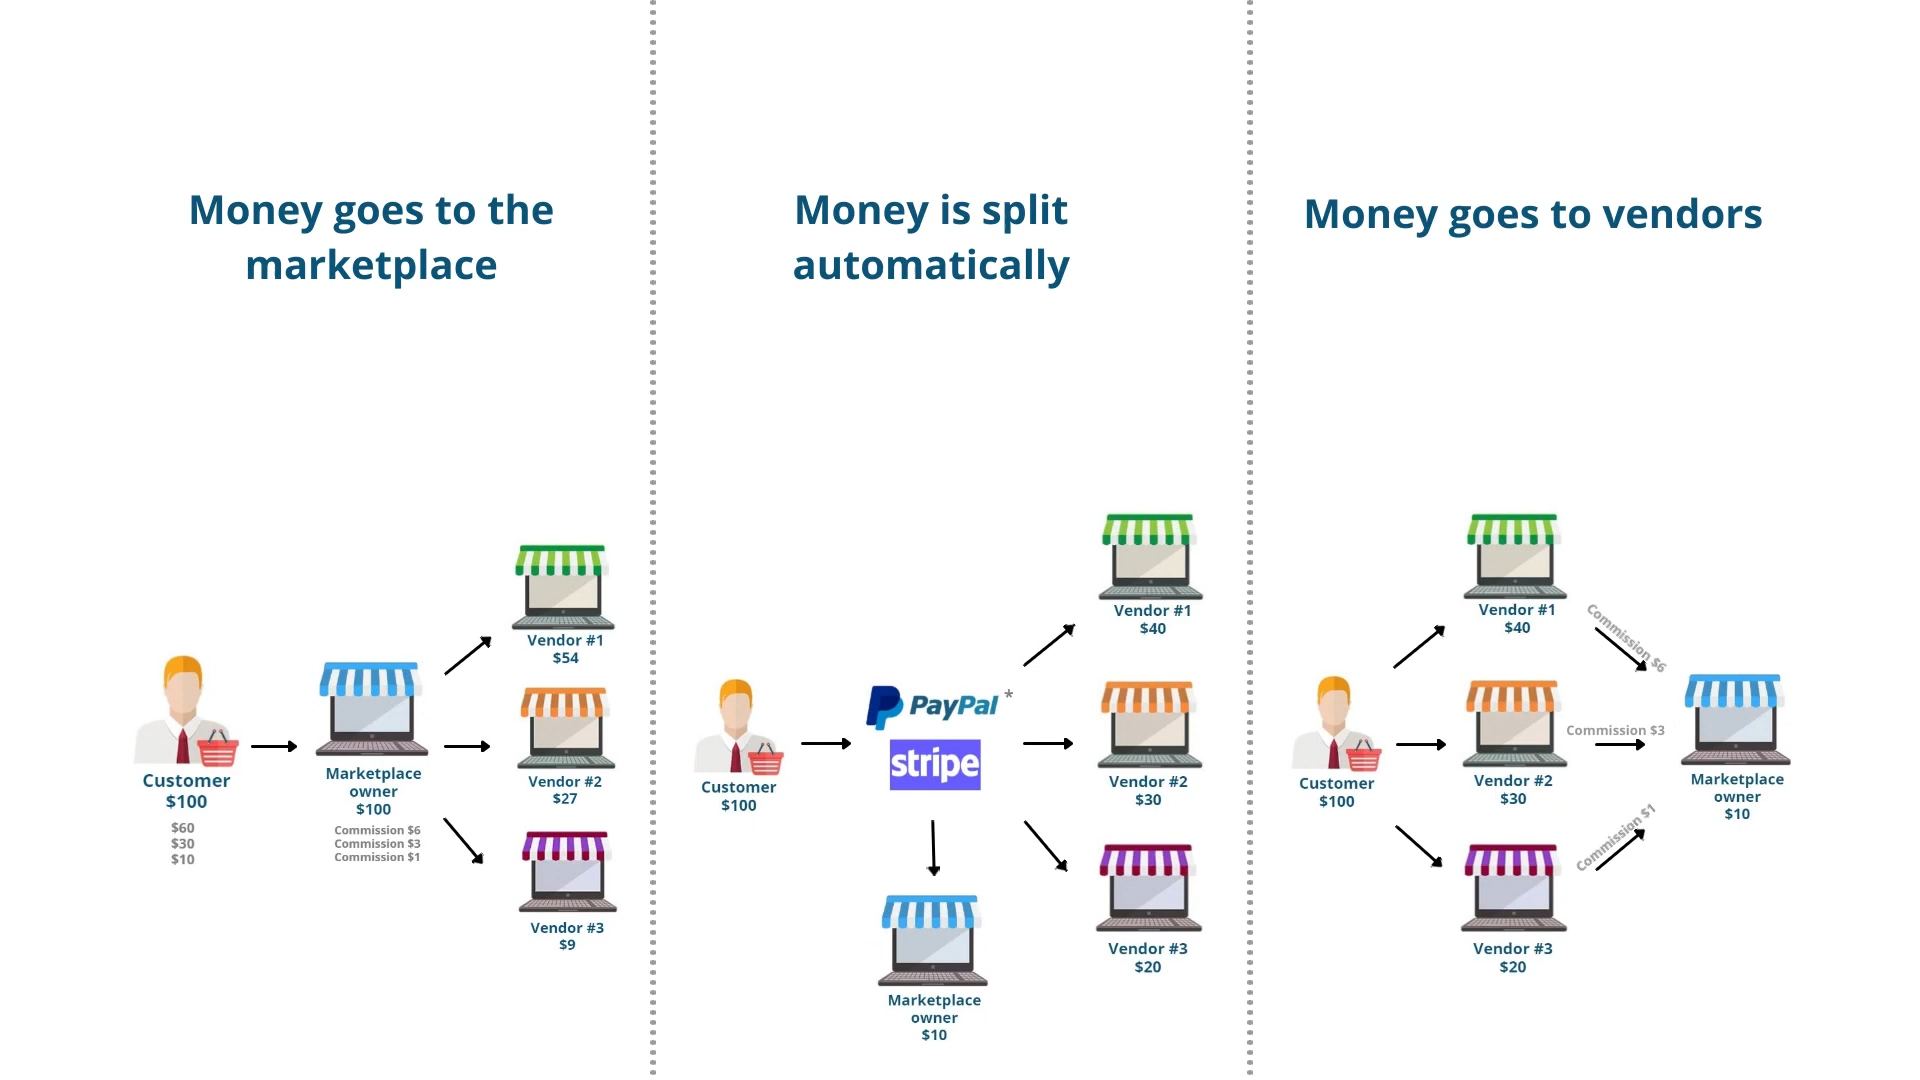 Money goes to the
marketplace
Customer
$100
$60
$30
$10
Marketplace
owner
$100
Commission $6
Commission $3
Commission $1
Vendor #1
$54
Vendor #2
$27
Vendor #3
$9
Money is split
automatically
Customer
$100
PayPal *
stripe
Marketplace
owner
$10
Vendor #1
$40
Vendor #2
$30
Vendor #3
$20
Money goes to vendors
Customer
$100
Vendor #1
$40
Vendor #2
$30
Vendor #3
$20
Commission $6
Commission $3
Commission $1
Marketplace
owner
$10